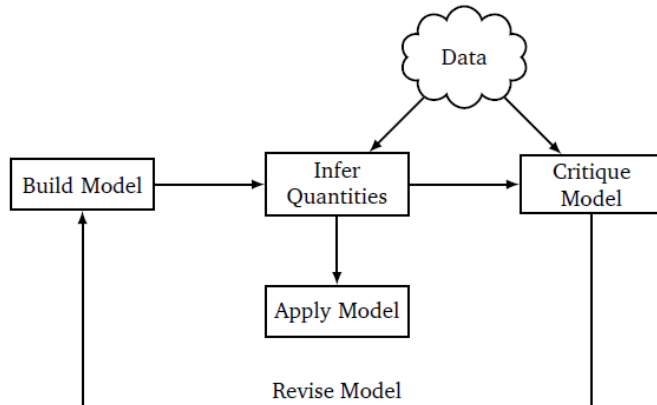 Data
Build Model
Infer
Quantities
Critique
Model
Apply Model
Revise Model